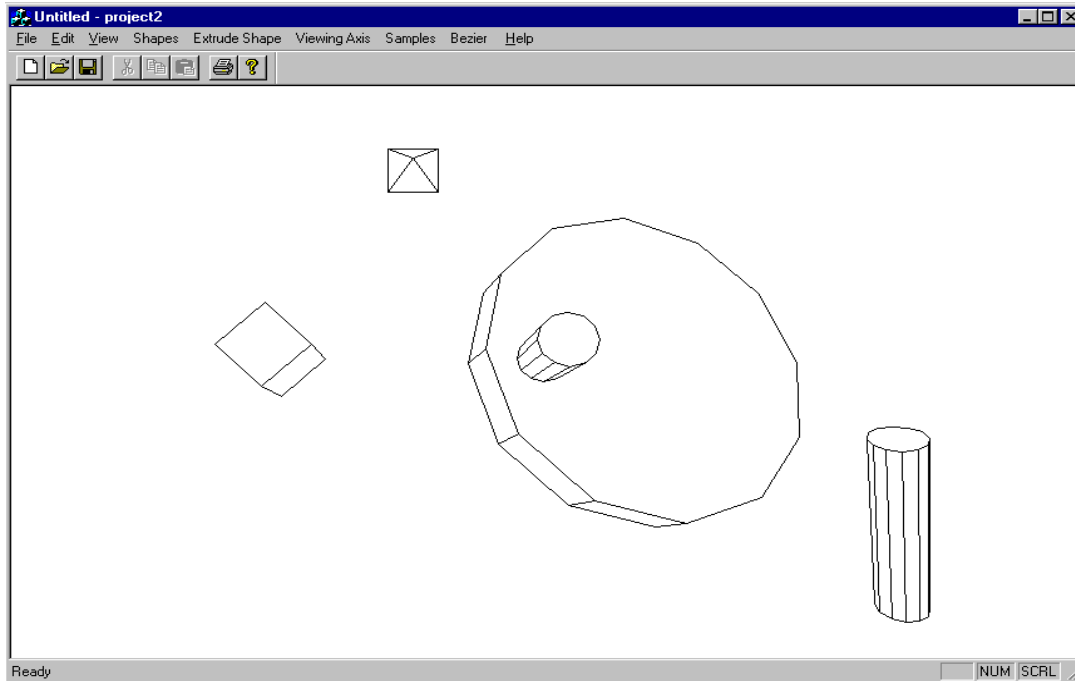 Untitled - project2
File Edit View Shapes Extrude Shape Viewing Axis Samples Bezier Help
?
Ready NUM SCRL